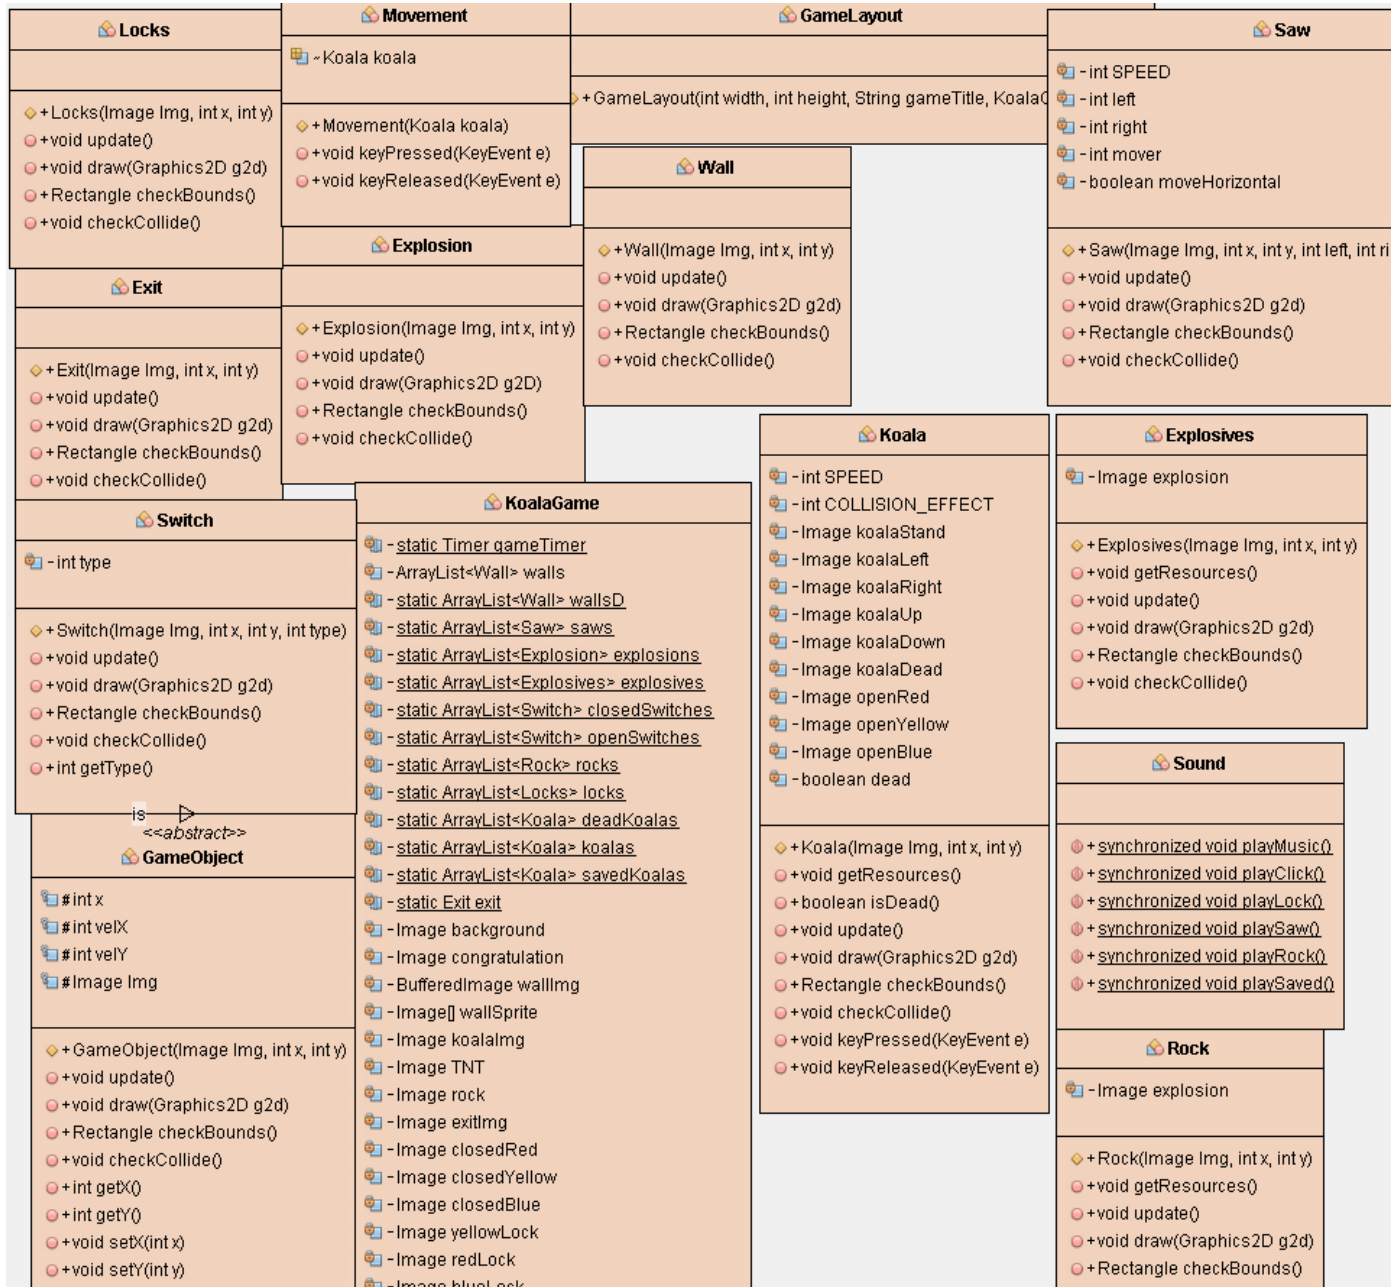 Locks
+Locks(Image Img, int x, int y)
+void update()
+void draw(Graphics2D g2d)
+Rectangle checkBounds()
+void checkCollide()
Movement
~Koala koala
+Movement(Koala koala)
+void keyPressed(KeyEvent e)
+void keyReleased(KeyEvent e)
GameLayout
+GameLayout(int width, int height, String gameTitle, Koala
Saw
-int SPEED
-int left
-int right
-int mover
-boolean moveHorizontal
+Saw(Image Img, int x, int y, int left, int ri
+void update()
+void draw(Graphics2D g2d)
+Rectangle checkBounds()
+void checkCollide()
Wall
+Wall(Image Img, int x, int y)
+void update()
+void draw(Graphics2D g2d)
+Rectangle checkBounds()
+void checkCollide()
Explosion
+Explosion(Image Img, int x, int y)
+void update()
+void draw(Graphics2D g2D)
+Rectangle checkBounds()
+void checkCollide()
Exit
+Exit(Image Img, int x, int y)
+void update()
+void draw(Graphics2D g2d)
+Rectangle checkBounds()
+void checkCollide()
Switch
-int type
+Switch(Image Img, int x, int y, int type)
+void update()
+void draw(Graphics2D g2d)
+Rectangle checkBounds()
+void checkCollide()
+int getType()
is
<<abstract>>
GameObject
#int x
#int velX
#int velY
#Image Img
+GameObject(Image Img, int x, int y)
+void update()
+void draw(Graphics2D g2d)
+Rectangle checkBounds()
+void checkCollide()
+int getX()
+int getY()
+void setX(int x)
+void setY(int y)
KoalaGame
-static Timer gameTimer
-ArrayList<Wall> walls
-static ArrayList<Wall> wallsD
-static ArrayList<Saw> saws
-static ArrayList<Explosion> explosions
-static ArrayList<Explosives> explosives
-static ArrayList<Switch> closedSwitches
-static ArrayList<Switch> openSwitches
-static ArrayList<Rock> rocks
-static ArrayList<Locks> locks
-static ArrayList<Koala> deadKoalas
-static ArrayList<Koala> koalas
-static ArrayList<Koala> savedKoalas
-static Exit exit
-Image background
-Image congratulation
-BufferedImage wallImg
-Image[] wallSprite
-Image koalaImg
-Image TNT
-Image rock
-Image exitImg
-Image closedRed
-Image closedYellow
-Image closedBlue
-Image yellowLock
-Image redLock
-Image blueLock
Koala
-int SPEED
-int COLLISION_EFFECT
-Image koalaStand
-Image koalaLeft
-Image koalaRight
-Image koalaUp
-Image koalaDown
-Image koalaDead
-Image openRed
-Image openYellow
-Image openBlue
-boolean dead
+Koala(Image Img, int x, int y)
+void getResources()
+boolean isDead()
+void update()
+void draw(Graphics2D g2d)
+Rectangle checkBounds()
+void checkCollide()
+void keyPressed(KeyEvent e)
+void keyReleased(KeyEvent e)
Explosives
-Image explosion
+Explosives(Image Img, int x, int y)
+void getResources()
+void update()
+void draw(Graphics2D g2d)
+Rectangle checkBounds()
+void checkCollide()
Sound
+synchronized void playMusic()
+synchronized void playClick()
+synchronized void playLock()
+synchronized void playSaw()
+synchronized void playRock()
+synchronized void playSaved()
Rock
-Image explosion
+Rock(Image Img, int x, int y)
+void getResources()
+void update()
+void draw(Graphics2D g2d)
+Rectangle checkBounds()